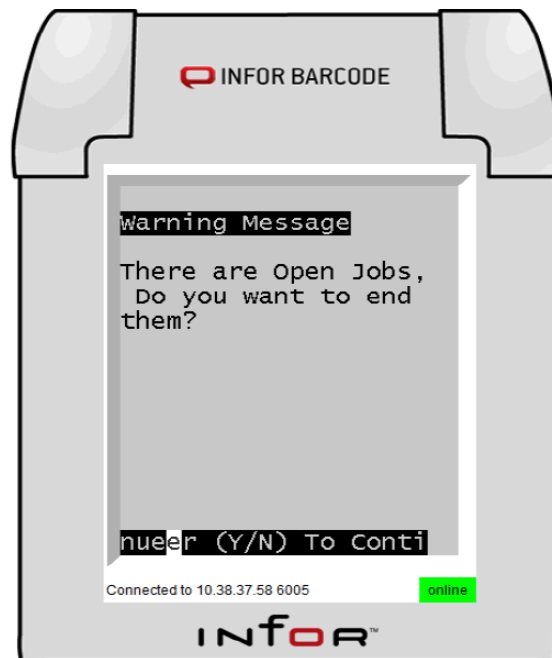 INFOR BARCODE
Warning Message
There are Open Jobs,
Do you want to end
them?
nueer (Y/N) To Conti
Connected to 10.38.37.58 6005
online
INFOR™